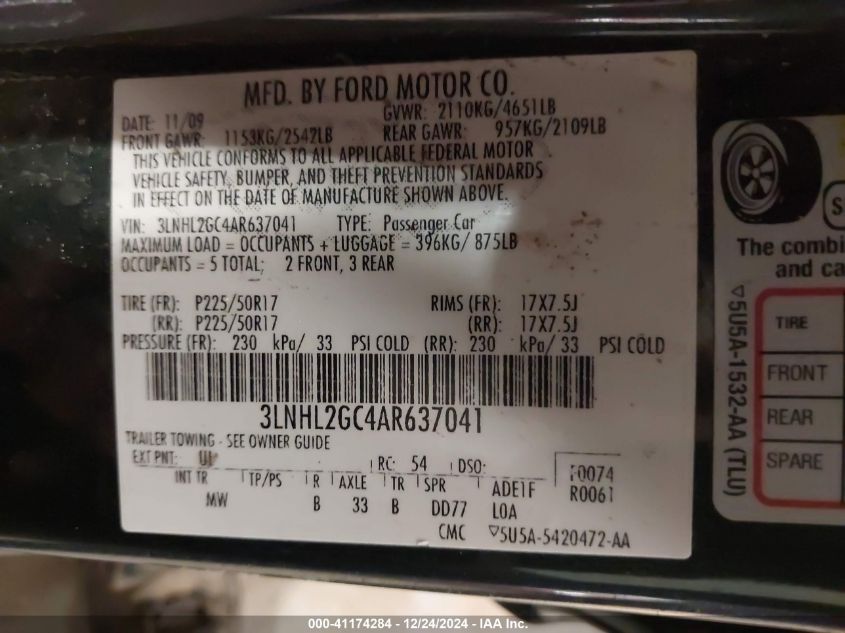 MFD. BY FORD MOTOR CO.
DATE: 11/09 GVWR: 2110KG/4651LB
FRONT GAWR: 1153KG/2542LB REAR GAWR: 957KG/2109LB
THIS VEHICLE CONFORMS TO ALL APPLICABLE FEDERAL MOTOR
VEHICLE SAFETY, BUMPER, AND THEFT PREVENTION STANDARDS
IN EFFECT ON THE DATE OF MANUFACTURE SHOWN ABOVE.
VIN: 3LNHL2GC4AR637041 TYPE: Passenger Car
MAXIMUM LOAD = OCCUPANTS + LUGGAGE = 396KG/ 875LB
OCCUPANTS = 5 TOTAL; 2 FRONT, 3 REAR
TIRE (FR): P225/50R17 RIMS (FR): 17X7.5J
(RR): P225/50R17 (RR): 17X7.5J
PRESSURE (FR): 230 kPa/ 33 PSI COLD (RR): 230 kPa/ 33 PSI COLD
3LNHL2GC4AR637041
TRAILER TOWING - SEE OWNER GUIDE
EXT PNT: RC: 54 DSO: F0074
INT TR TP/PS R AXLE TR SPR ADE1F R0061
MW B 33 B DD77 LOA
CMC ▽5U5A-5420472-AA
▽5U5A-1532-AA (TLU)
S
The combi
and ca
TIRE
FRONT
REAR
SPARE
000-41174284 - 12/24/2024 - IAA Inc.